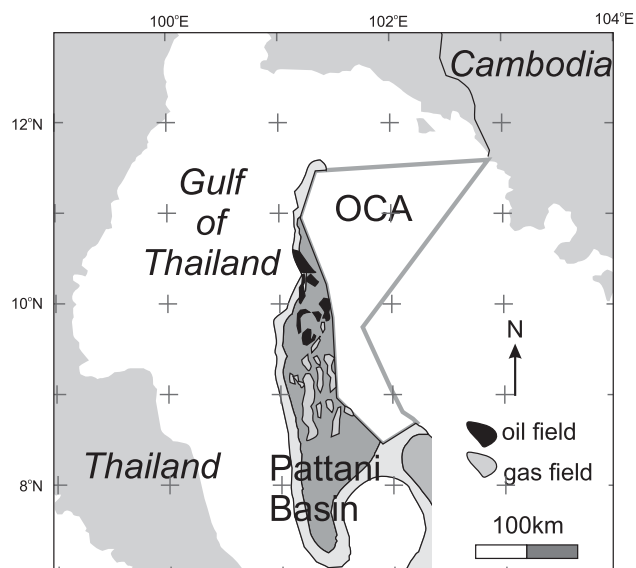 100°E
102°E
104°E
Cambodia
12°N
Gulf
of
Thailand
OCA
10°N
N
oil field
gas field
Thailand
Pattani
Basin
8°N
100km